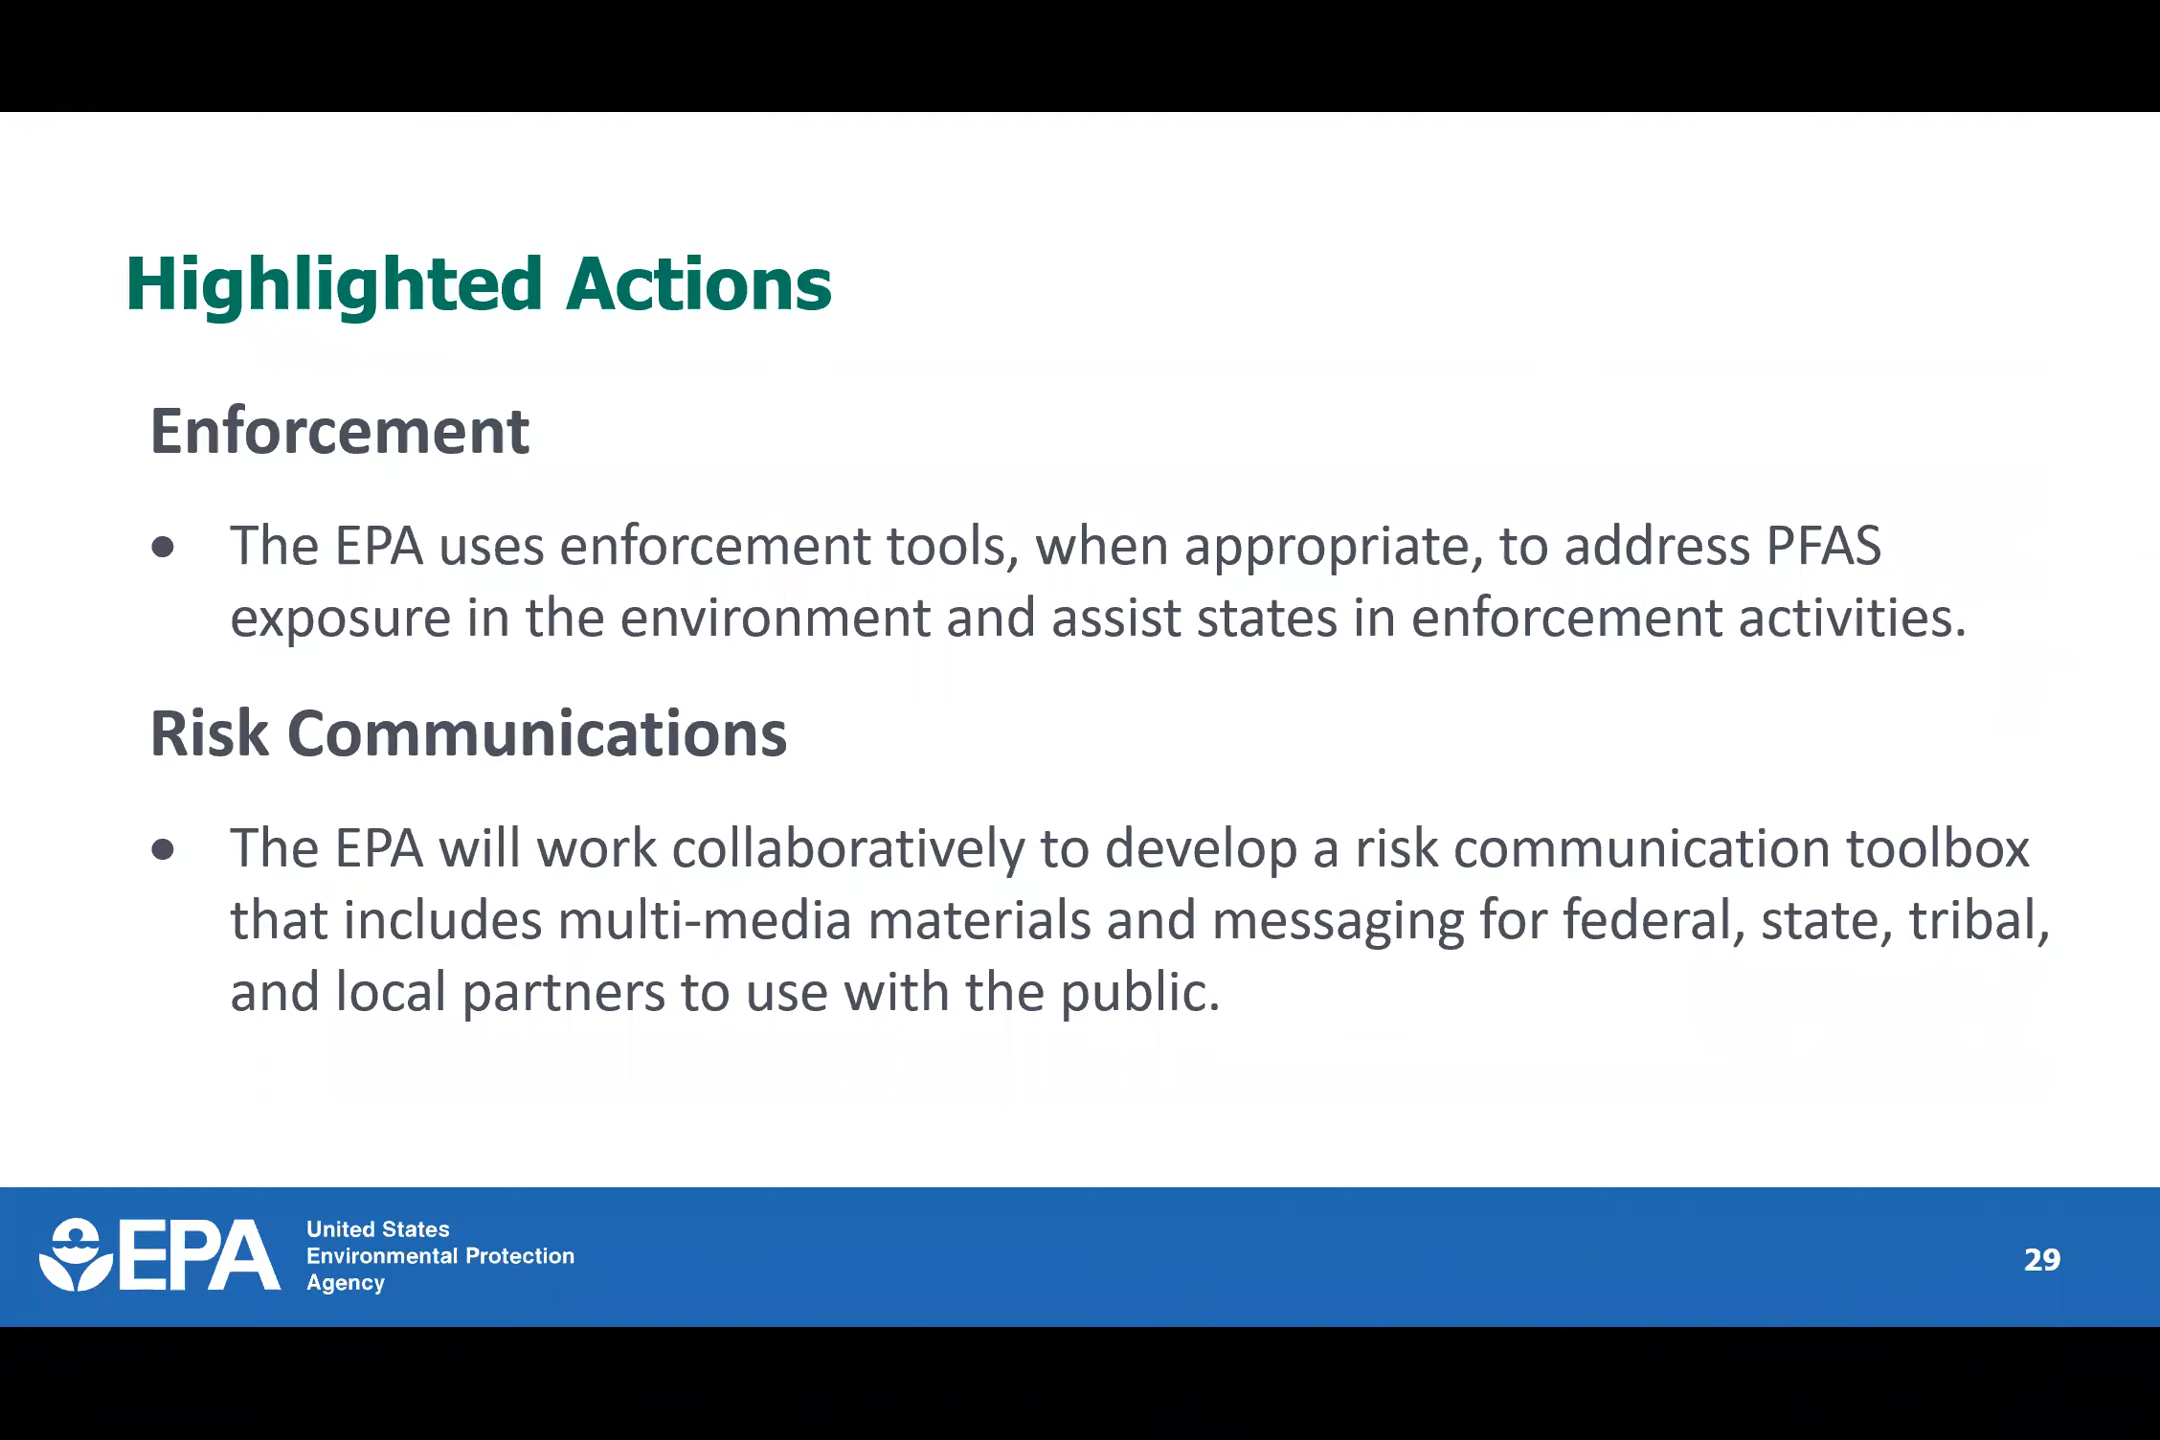 Highlighted Actions
Enforcement
• The EPA uses enforcement tools, when appropriate, to address PFAS
exposure in the environment and assist states in enforcement activities.
Risk Communications
• The EPA will work collaboratively to develop a risk communication toolbox
that includes multi-media materials and messaging for federal, state, tribal,
and local partners to use with the public.
EPA
United States
Environmental Protection
Agency
29